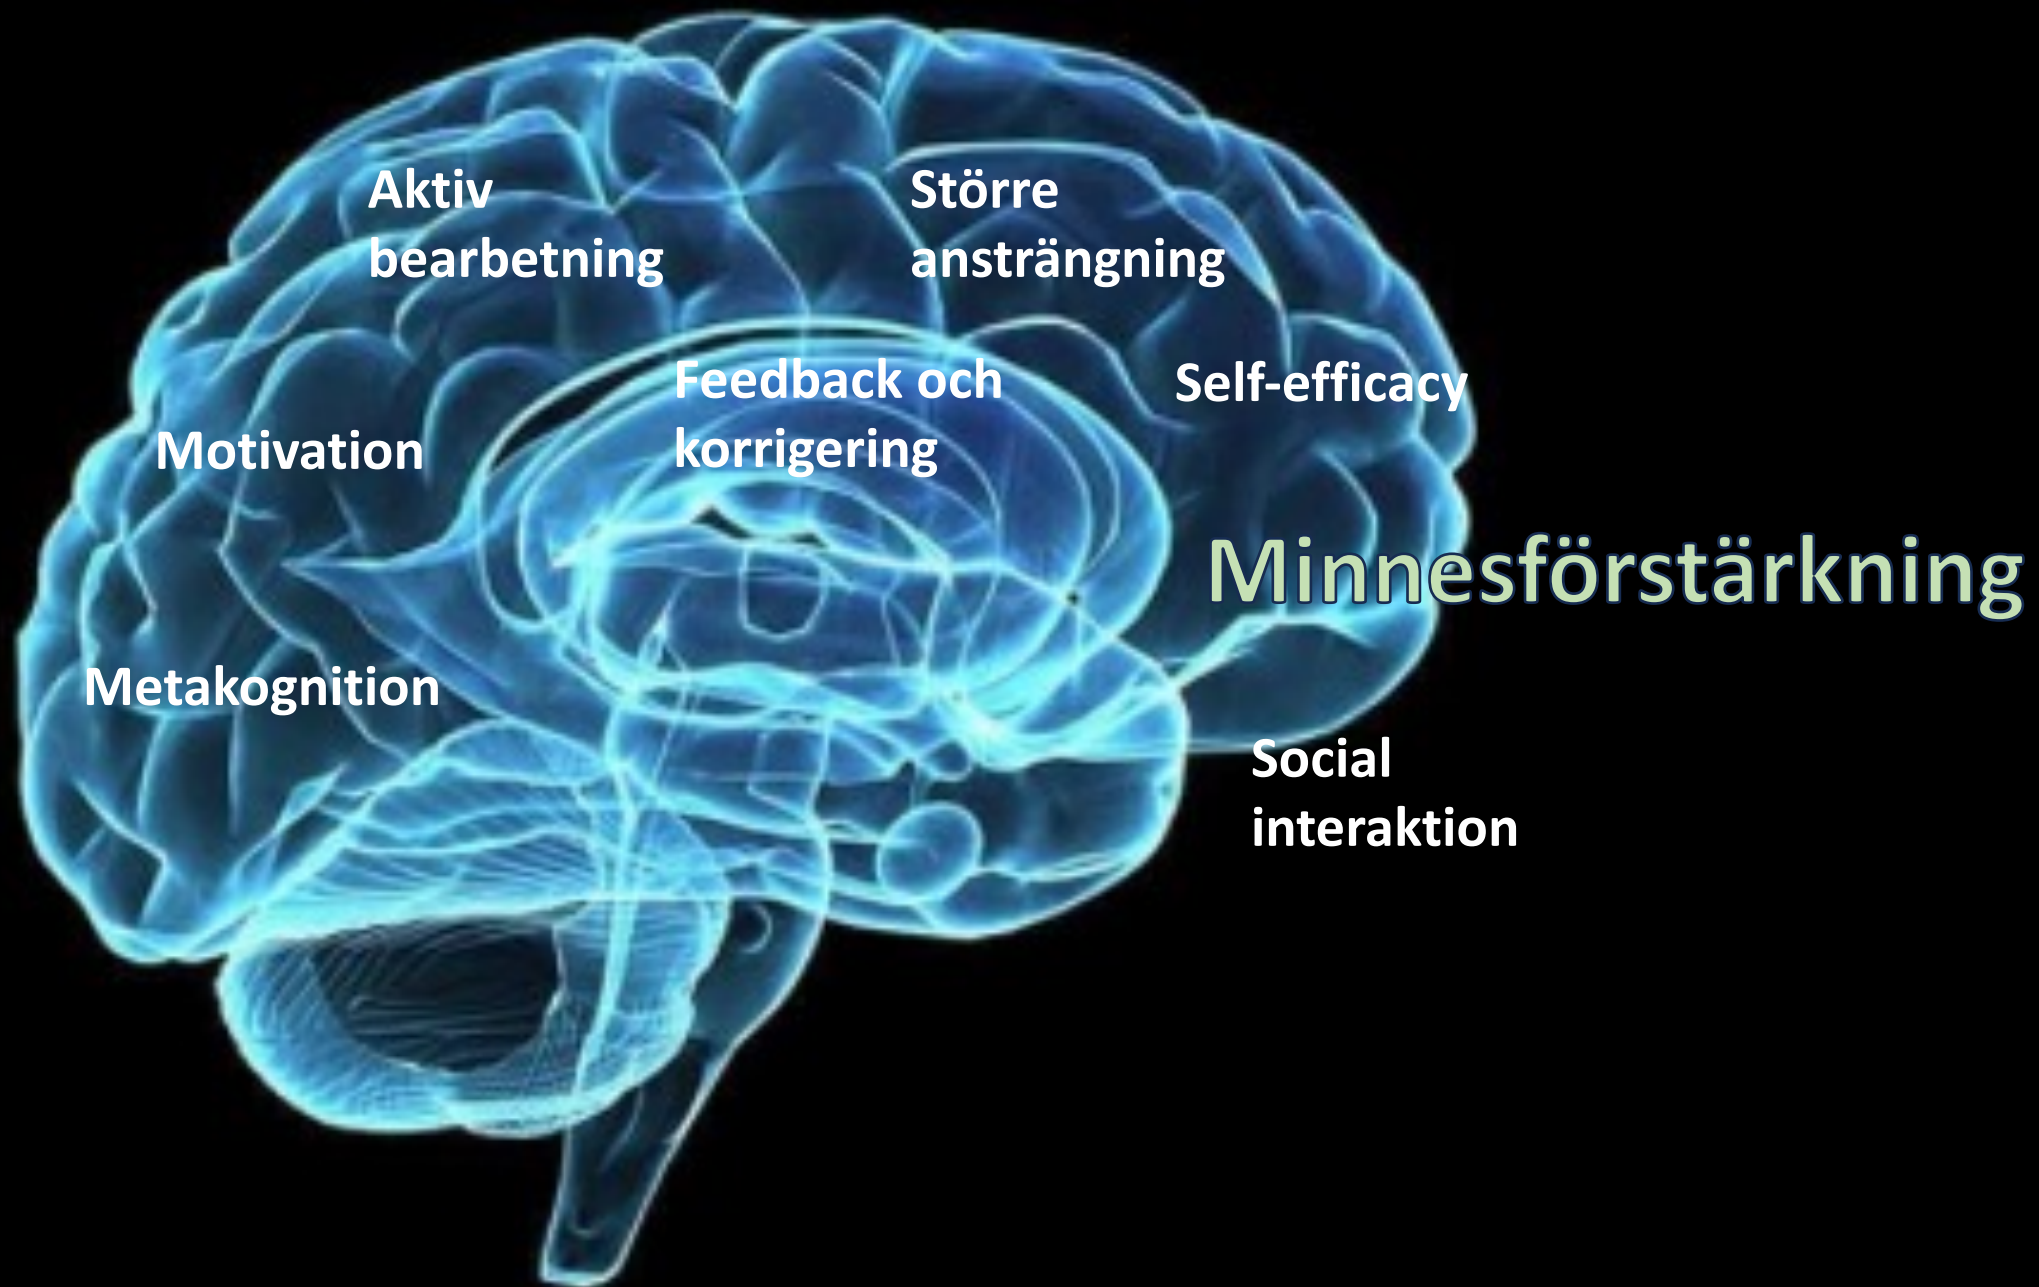 Aktiv
bearbetning
Större
ansträngning
Feedback och
korrigering
Self-efficacy
Motivation
Minnesförstärkning
Metakognition
Social
interaktion